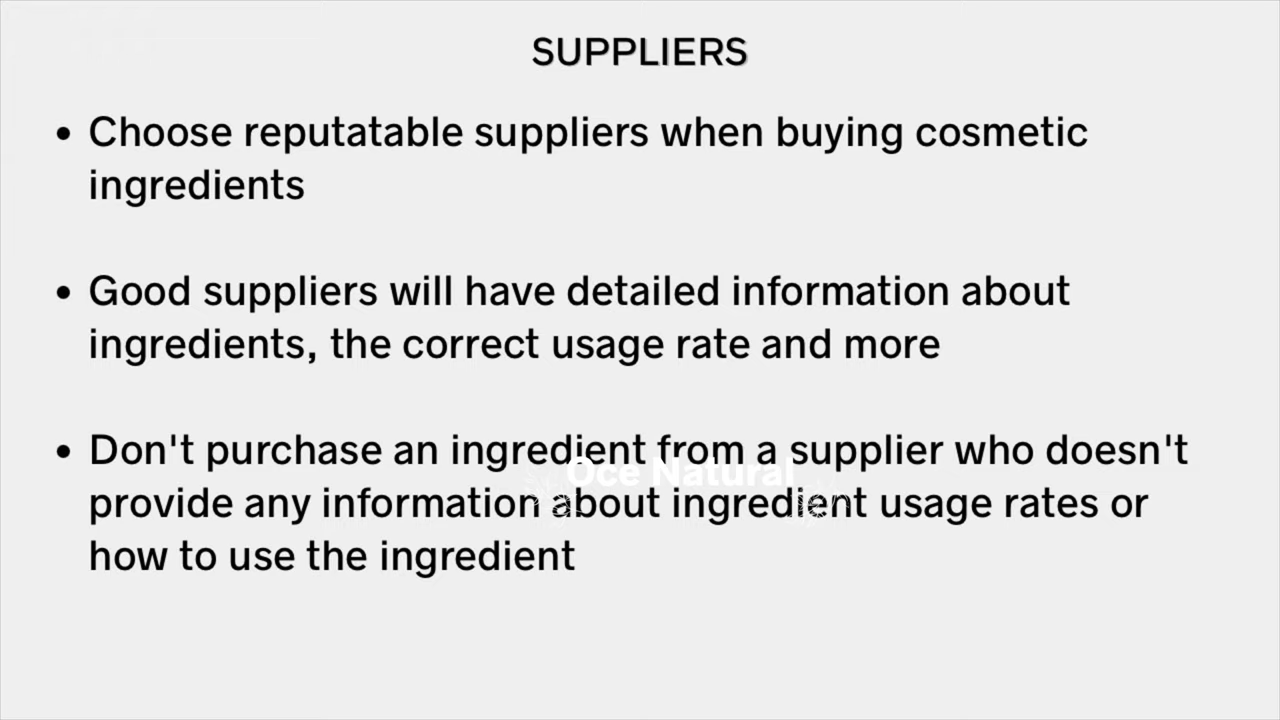 SUPPLIERS
• Choose reputatable suppliers when buying cosmetic
ingredients
• Good suppliers will have detailed information about
ingredients, the correct usage rate and more
• Don't purchase an ingredient from a supplier who doesn't
Oce Natural
provide any information about ingredient usage rates or
how to use the ingredient